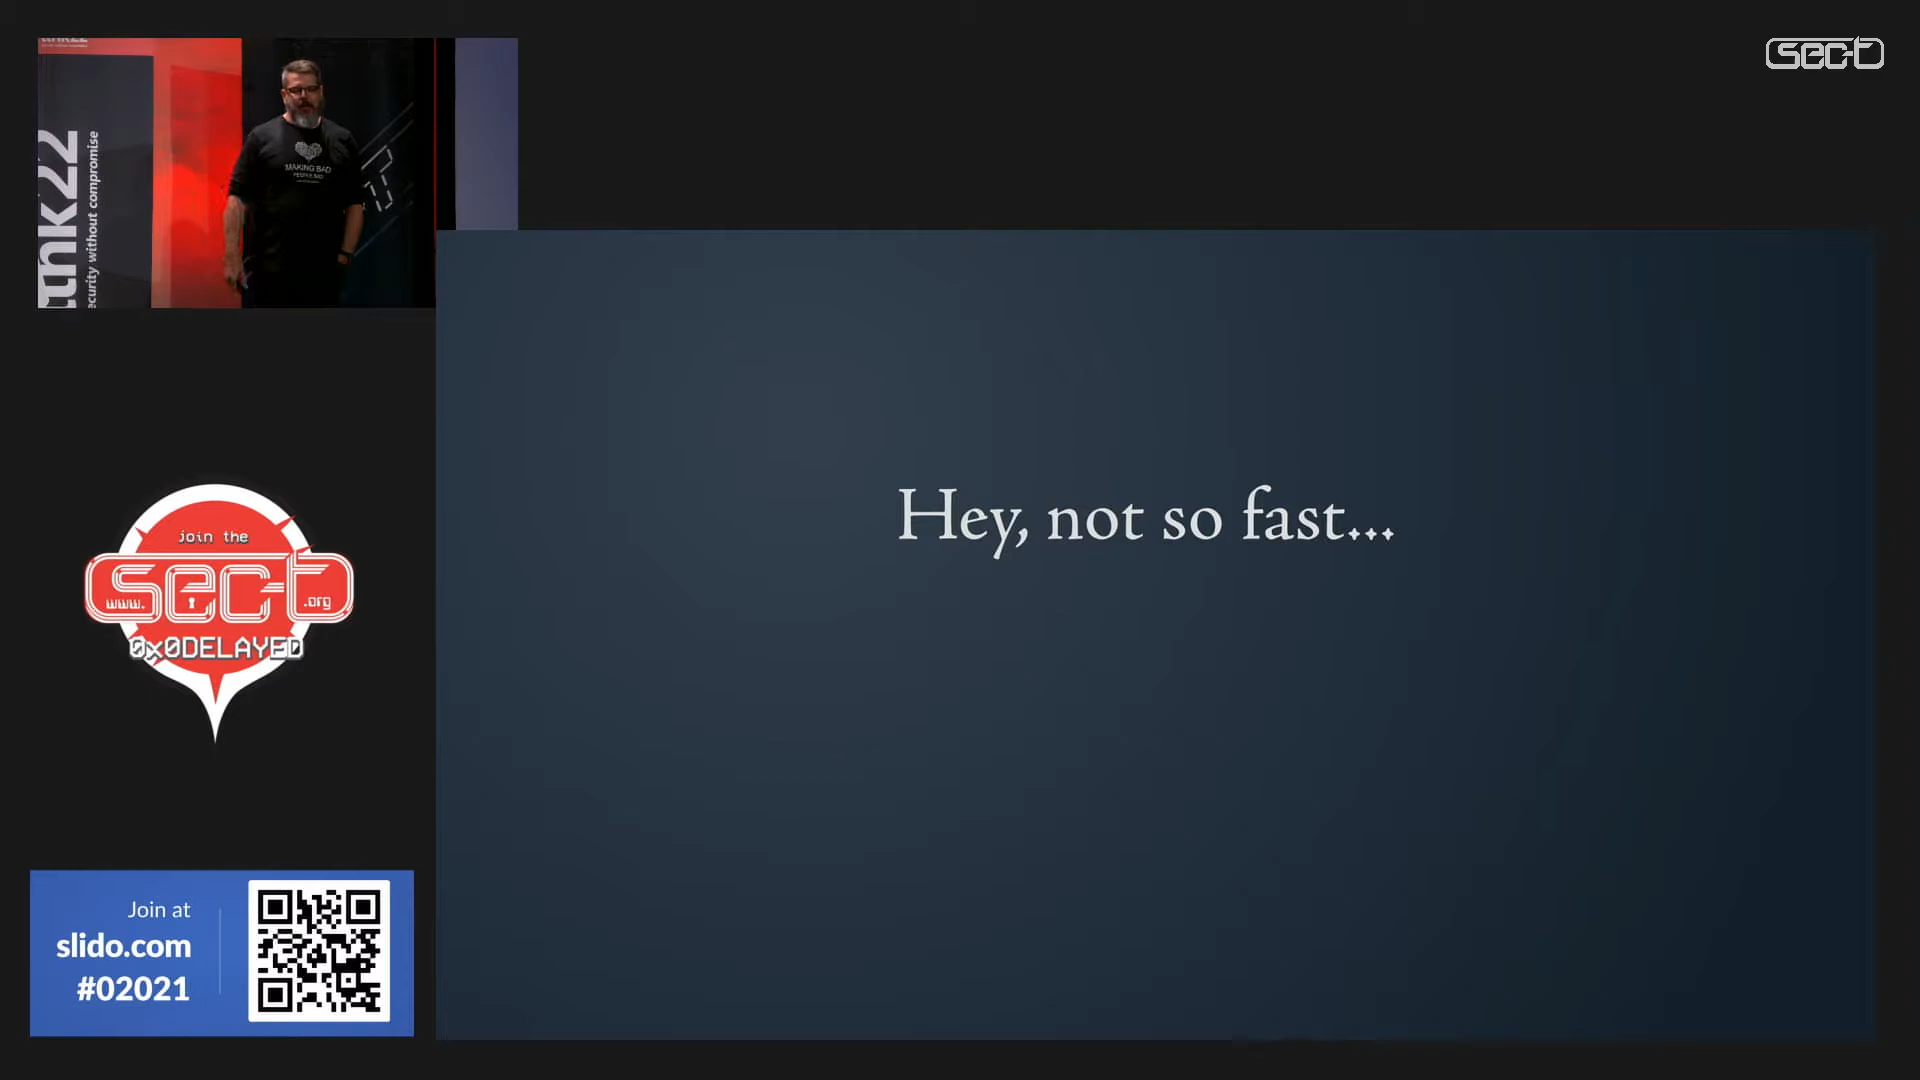 tink22
security without compromise
MAKING BAD
sec-t
Hey, not so fast...
join the
sec-t
www.
.org
0x0DELAYED
Join at
slido.com
#02021